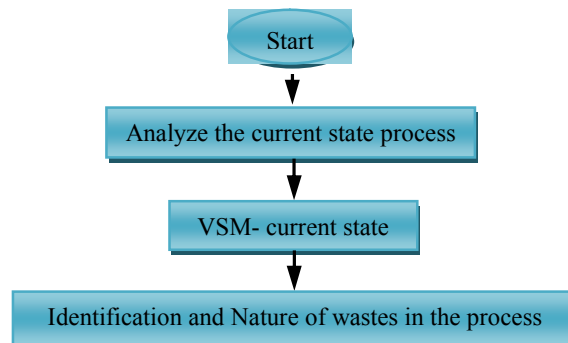 Start
Analyze the current state process
VSM- current state
Identification and Nature of wastes in the process